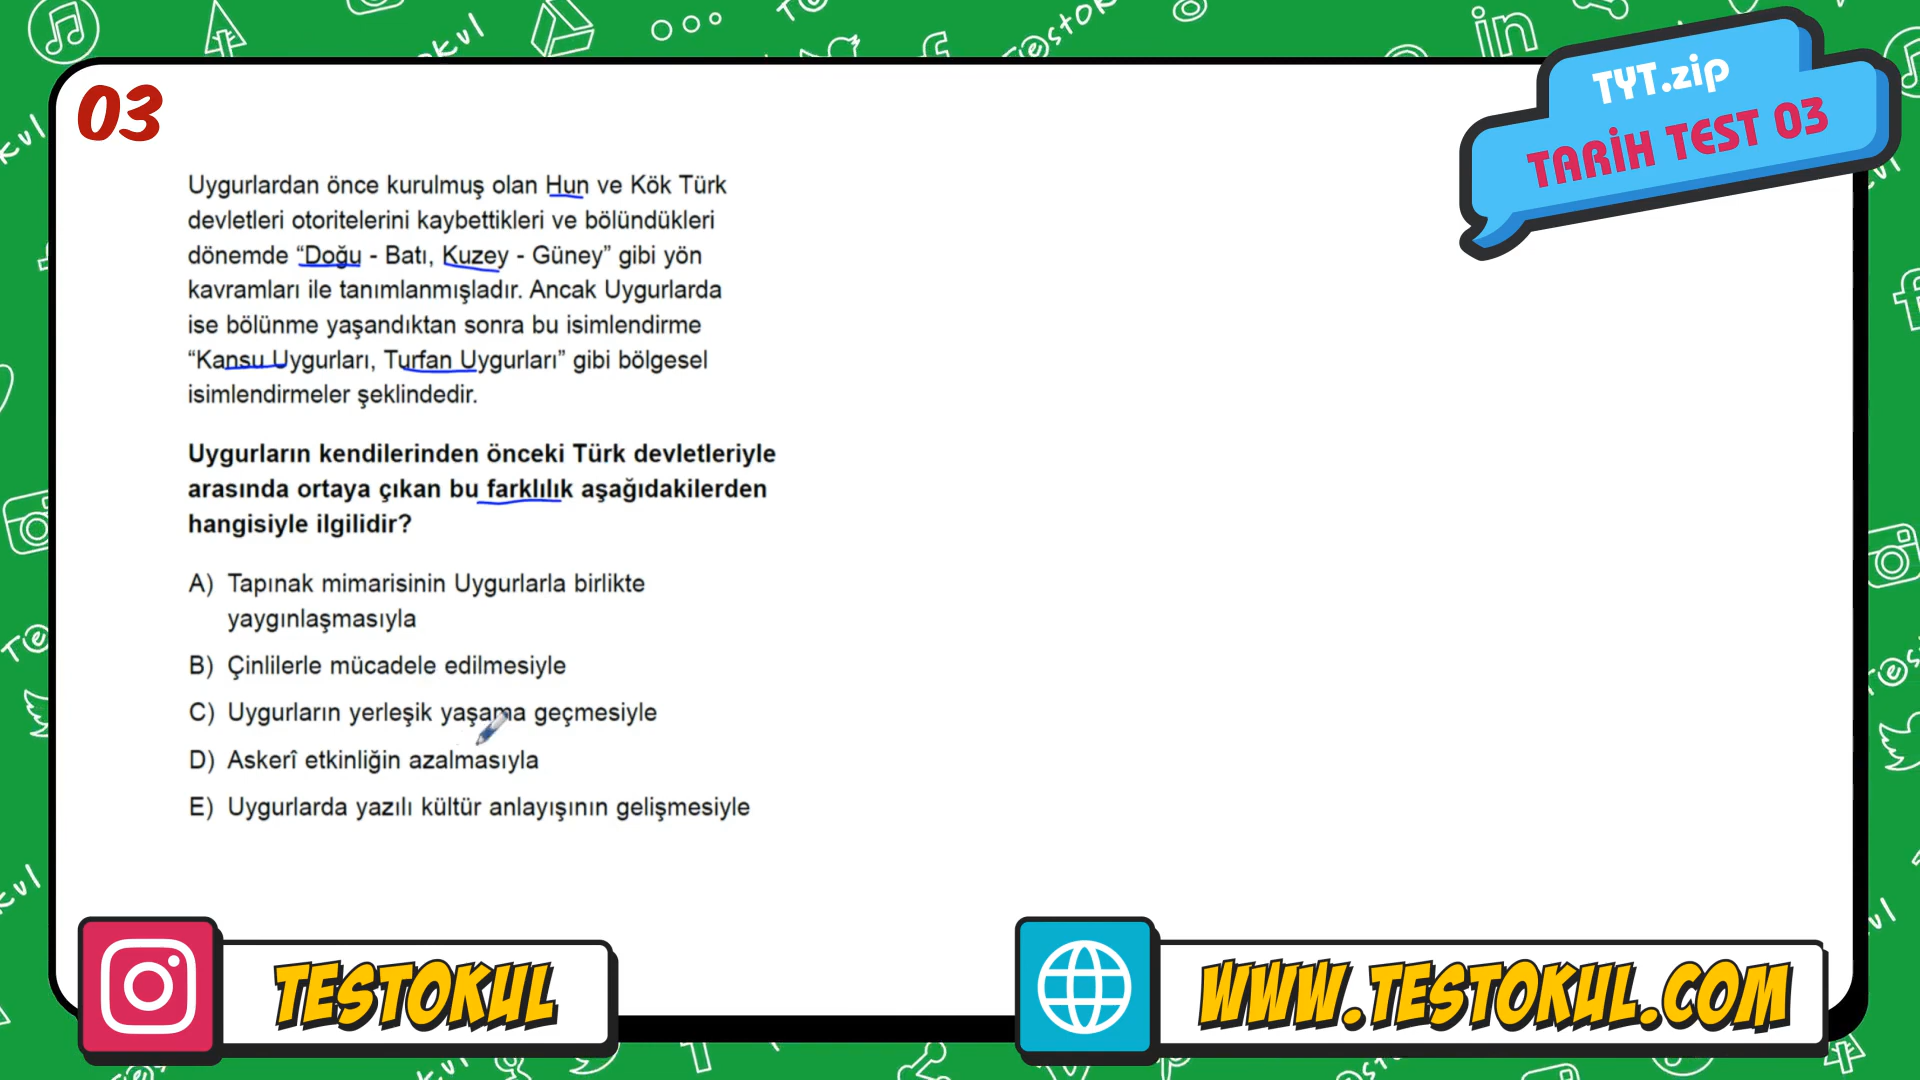 03
TYT.zip
TARİH TEST 03
Uygurlardan önce kurulmuş olan Hun ve Kök Türk
devletleri otoritelerini kaybettikleri ve bölündükleri
dönemde “Doğu - Batı, Kuzey - Güney” gibi yön
kavramları ile tanımlanmışladır. Ancak Uygurlarda
ise bölünme yaşandıktan sonra bu isimlendirme
“Kansu Uygurları, Turfan Uygurları” gibi bölgesel
isimlendirmeler şeklindedir.
Uygurların kendilerinden önceki Türk devletleriyle
arasında ortaya çıkan bu farklılık aşağıdakilerden
hangisiyle ilgilidir?
A) Tapınak mimarisinin Uygurlarla birlikte
yaygınlaşmasıyla
B) Çinlilerle mücadele edilmesiyle
C) Uygurların yerleşik yaşama geçmesiyle
D) Askerî etkinliğin azalmasıyla
E) Uygurlarda yazılı kültür anlayışının gelişmesiyle
TESTOKUL
WWW.TESTOKUL.COM